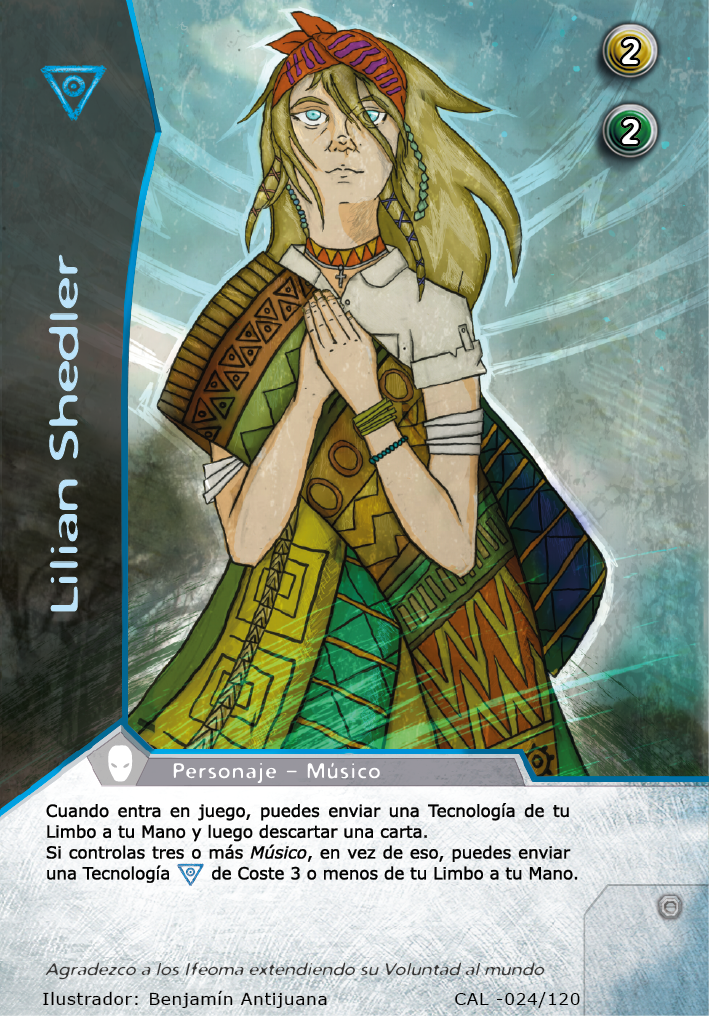 2
2
Lilian Shedler
Personaje – Músico
Cuando entra en juego, puedes enviar una Tecnología de tu
Limbo a tu Mano y luego descartar una carta.
Si controlas tres o más Músico, en vez de eso, puedes enviar
una Tecnología de Coste 3 o menos de tu Limbo a tu Mano.
Agradezco a los Ifeoma extendiendo su Voluntad al mundo
Ilustrador: Benjamín Antijuana
CAL -024/120